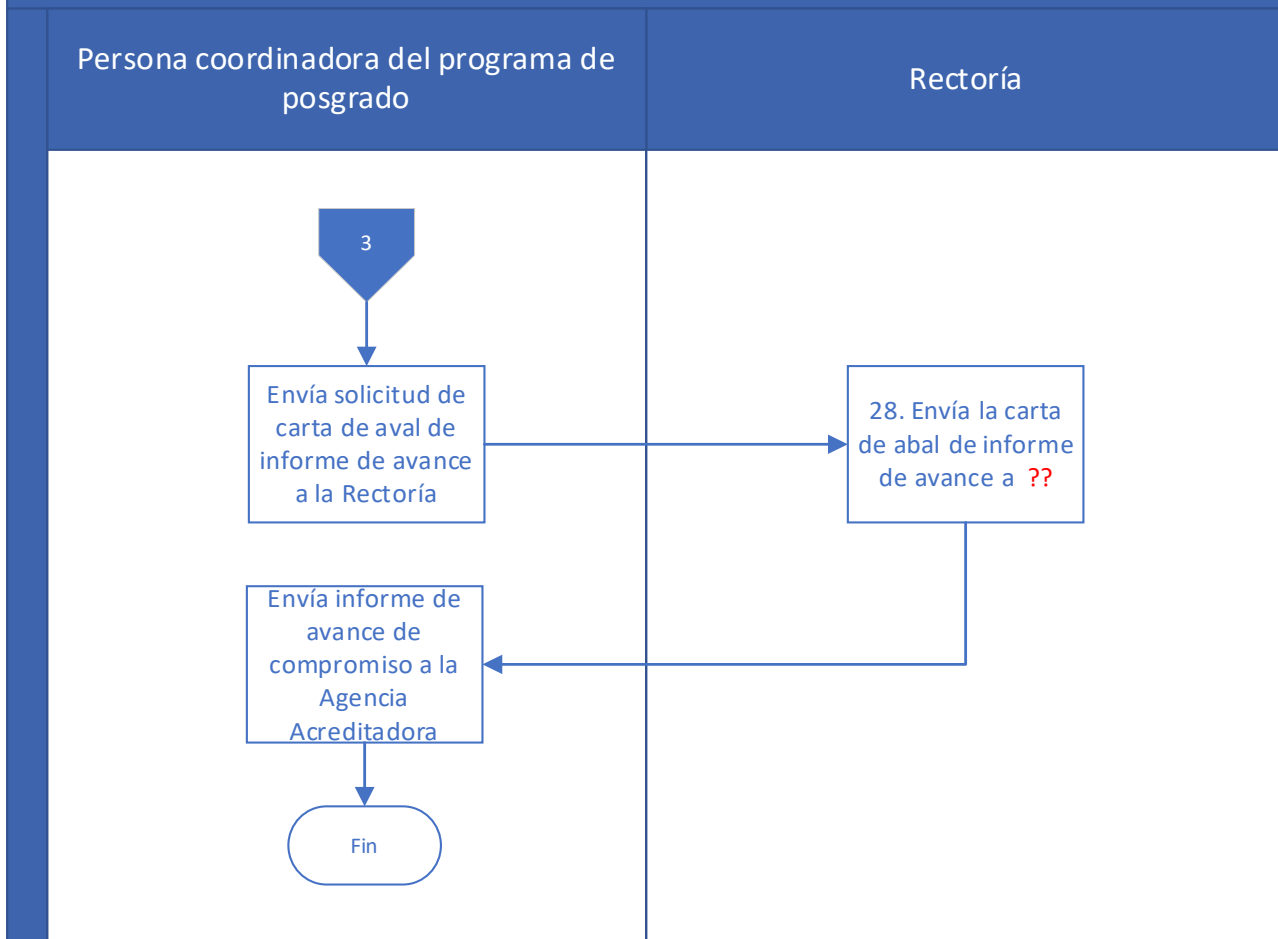 Persona coordinadora del programa de
posgrado
Rectoría
3
Envía solicitud de
carta de aval de
informe de avance
a la Rectoría
28. Envía la carta
de abal de informe
de avance a ??
Envía informe de
avance de
compromiso a la
Agencia
Acreditadora
Fin